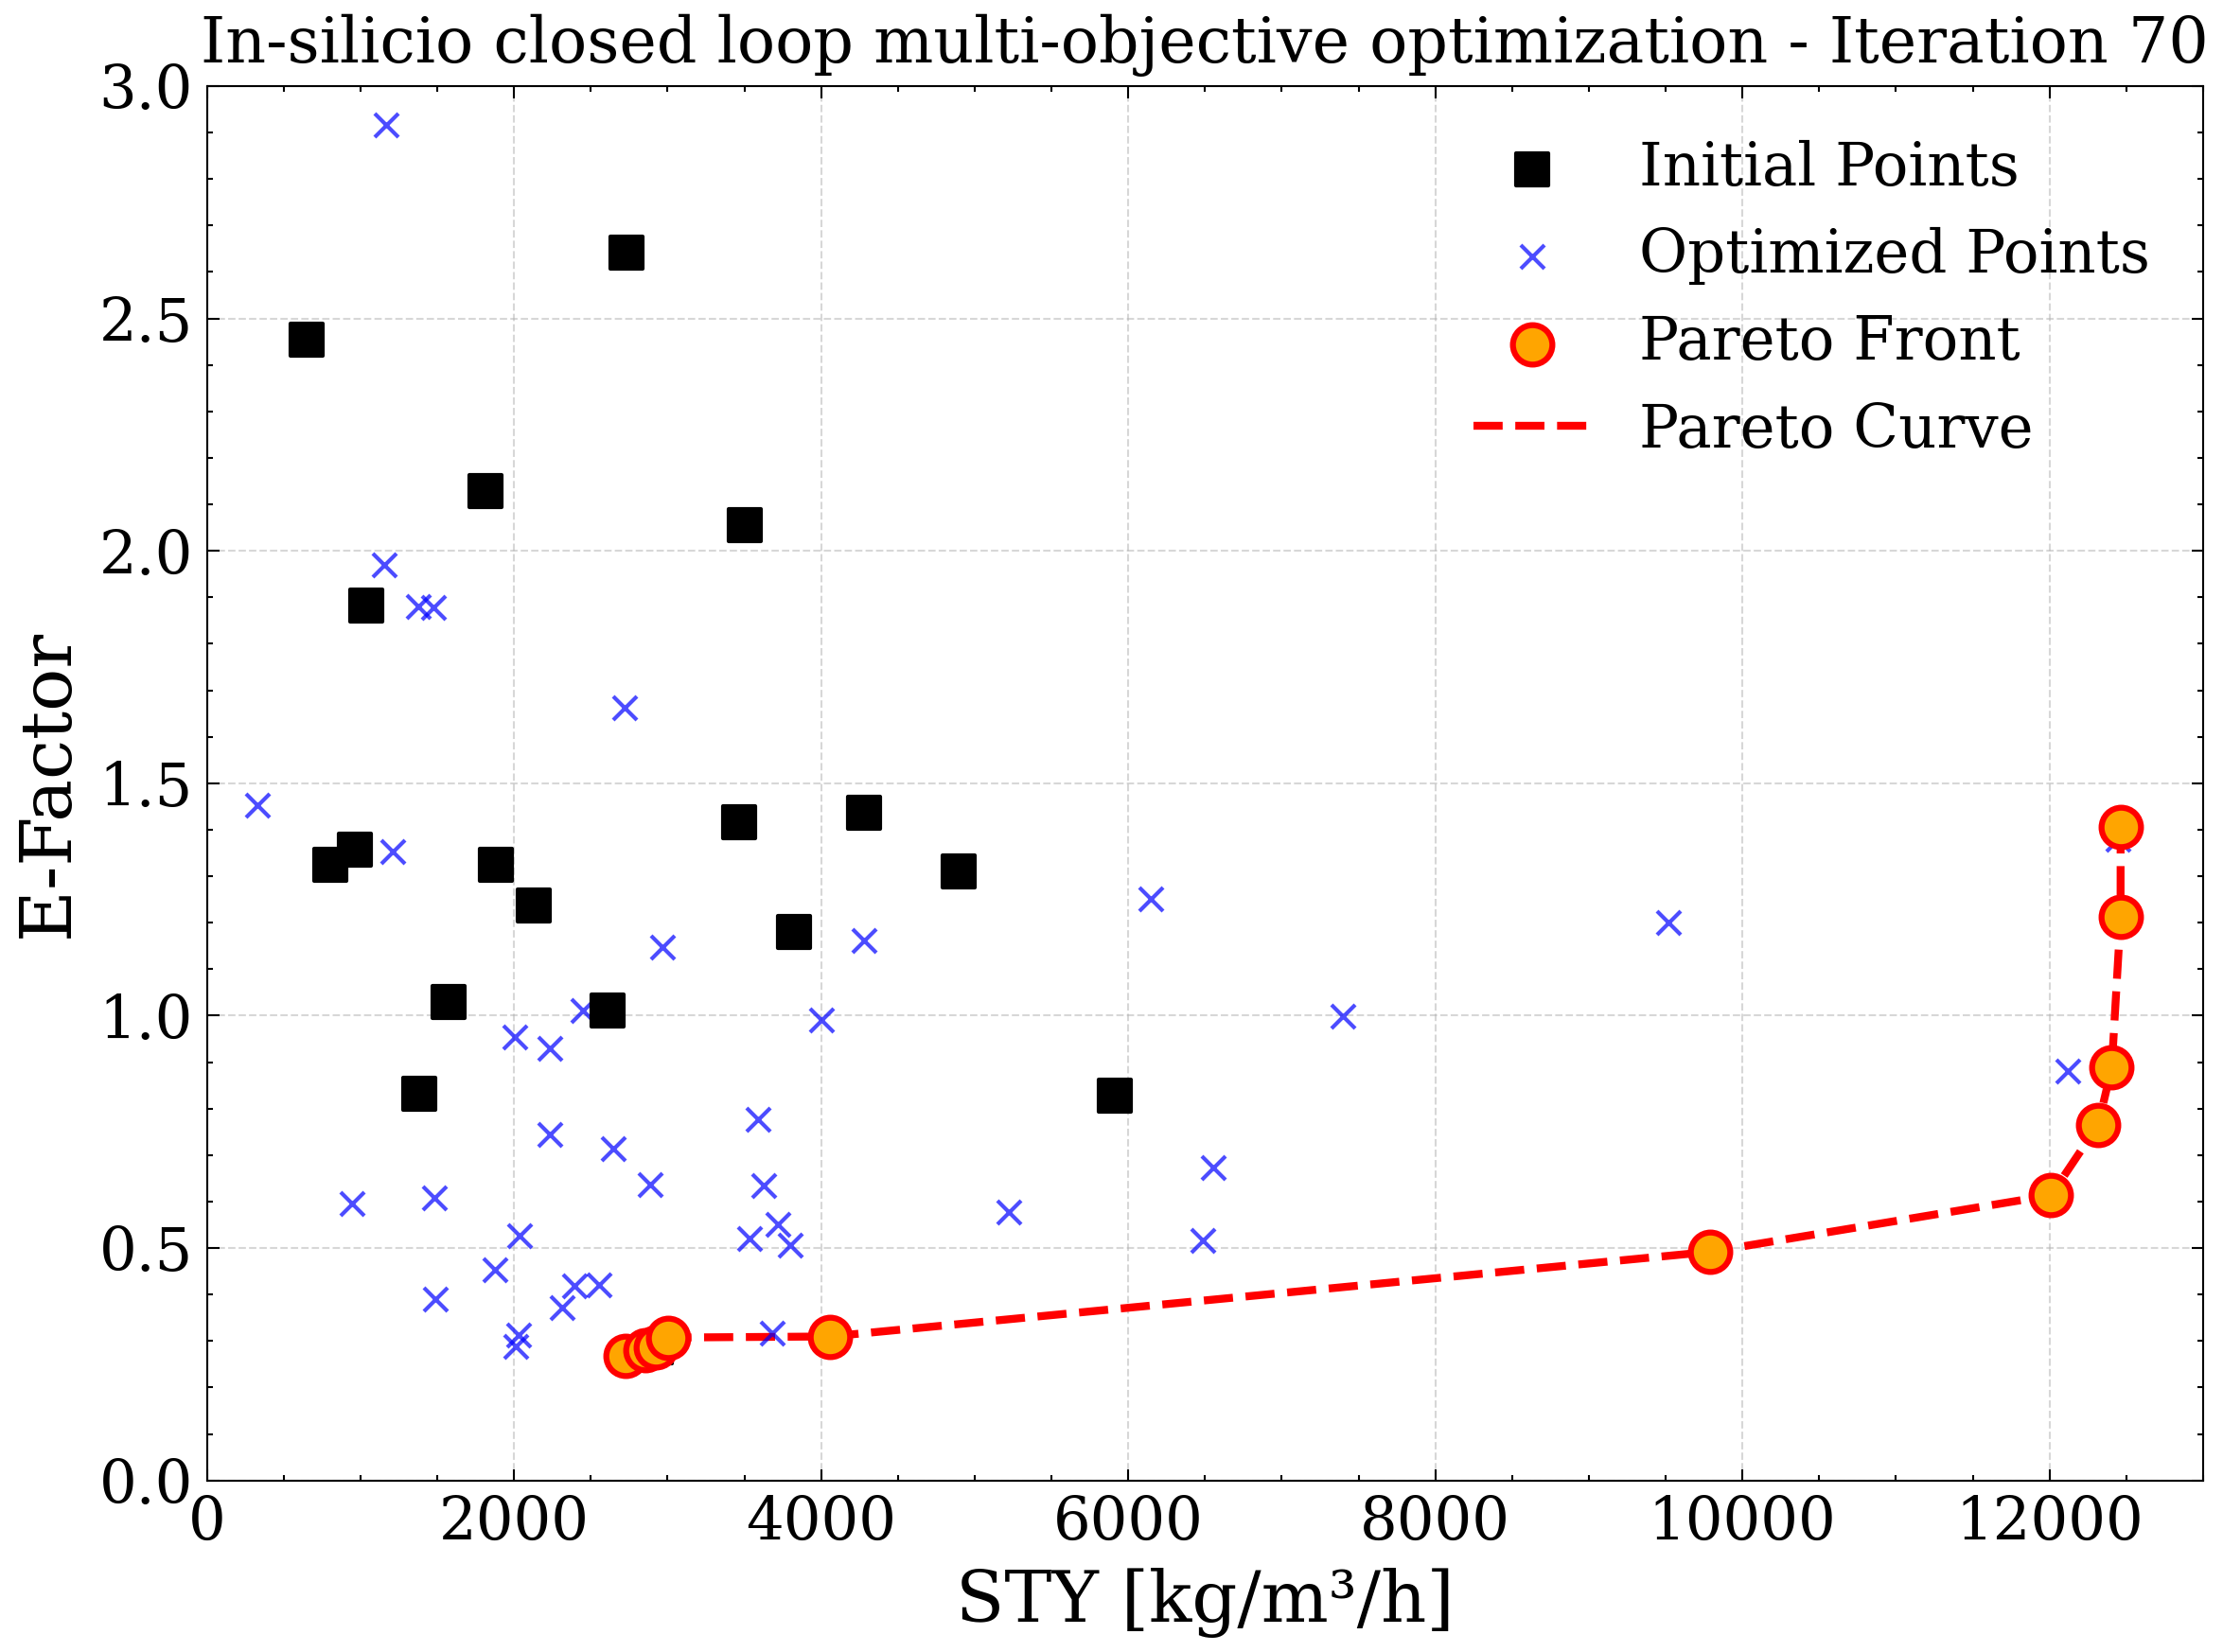 In-silicio closed loop multi-objective optimization - Iteration 70
3.0
2.5
2.0
1.5
1.0
0.5
0.0
E-Factor
Initial Points
Optimized Points
Pareto Front
Pareto Curve
0 2000 4000 6000 8000 10000 12000
STY [kg/m³/h]